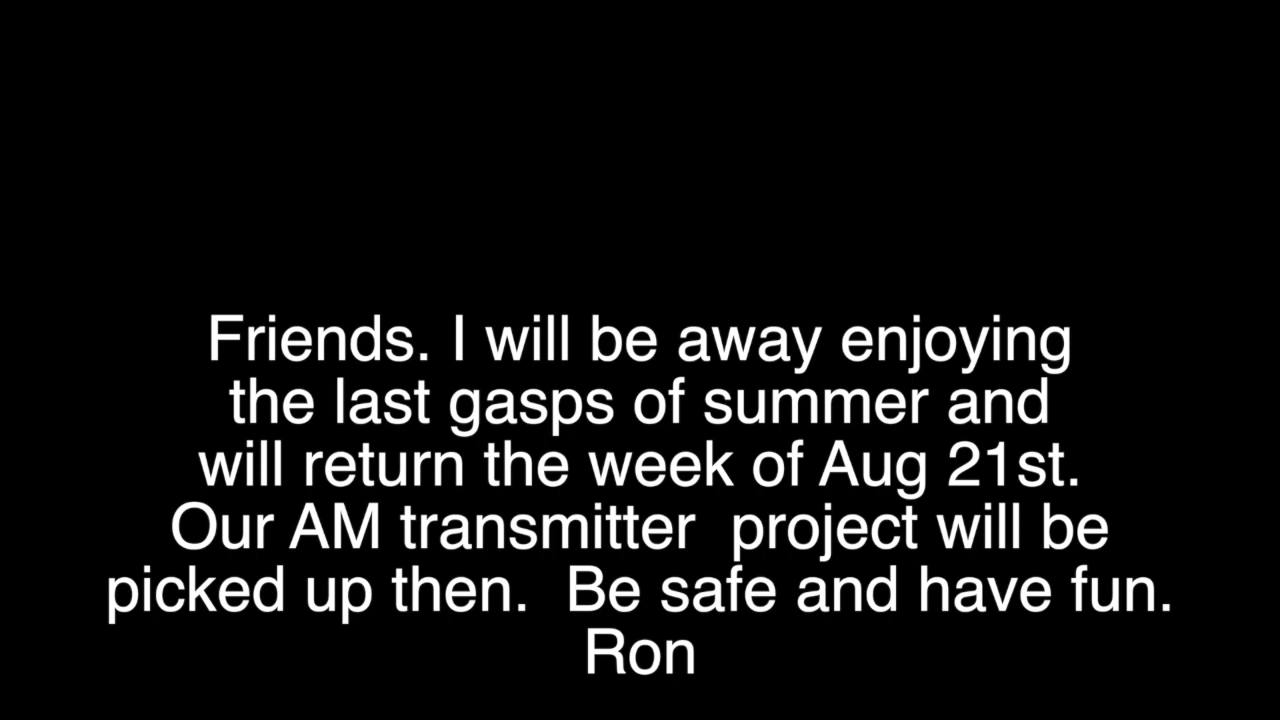 Friends. I will be away enjoying
the last gasps of summer and
will return the week of Aug 21st.
Our AM transmitter  project will be
picked up then.  Be safe and have fun.
Ron